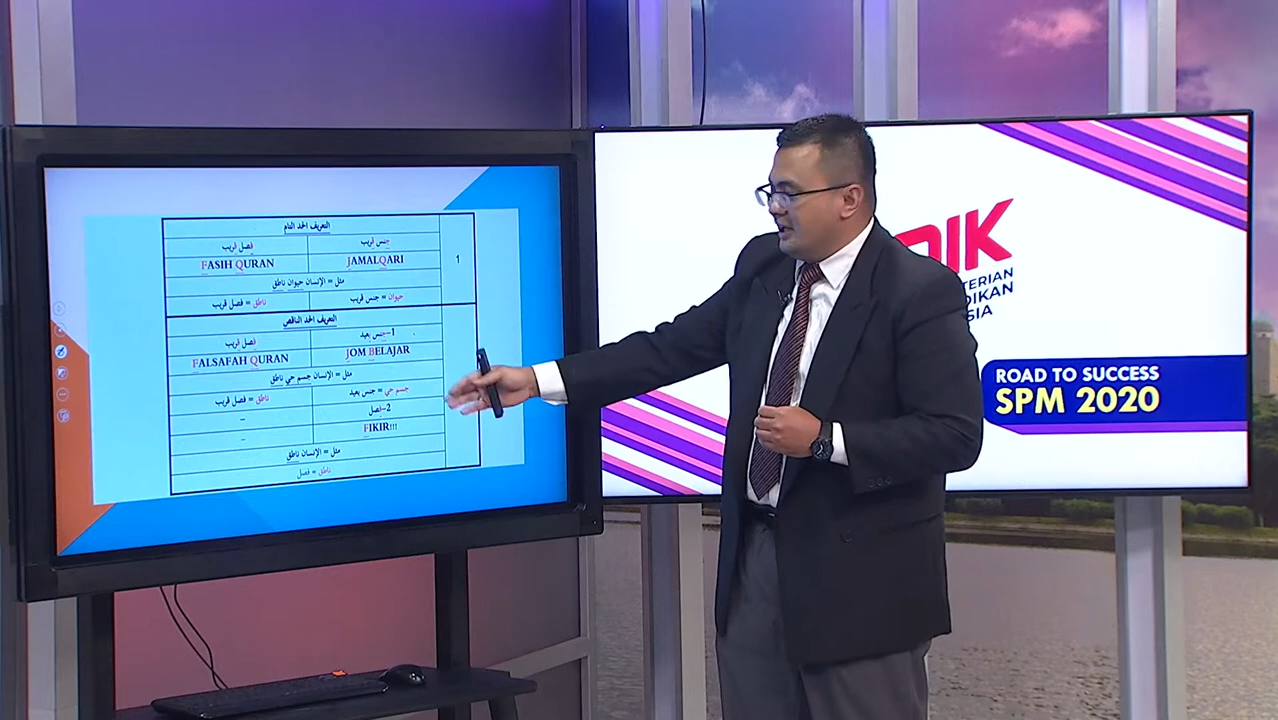 التعريف الحد التام
جنس قريب
فصل قريب
1
JAMALQARI
FASIH QURAN
مثل = الإنسان حيوان ناطق
حيوان = جنس قريب
ناطق = فصل قريب
التعريف الحد الناقص
1-جنس بعيد
فصل قريب
JOM BELAJAR
FALSAFAH QURAN
مثل = الإنسان جسم حي ناطق
جسم حي = جنس بعيد
ناطق = فصل قريب
2-فصل
–
FIKIR!!!
–
مثل = الإنسان ناطق
ناطق = فصل
DIK
TERIAN
DIKAN
SIA
ROAD TO SUCCESS
SPM 2020